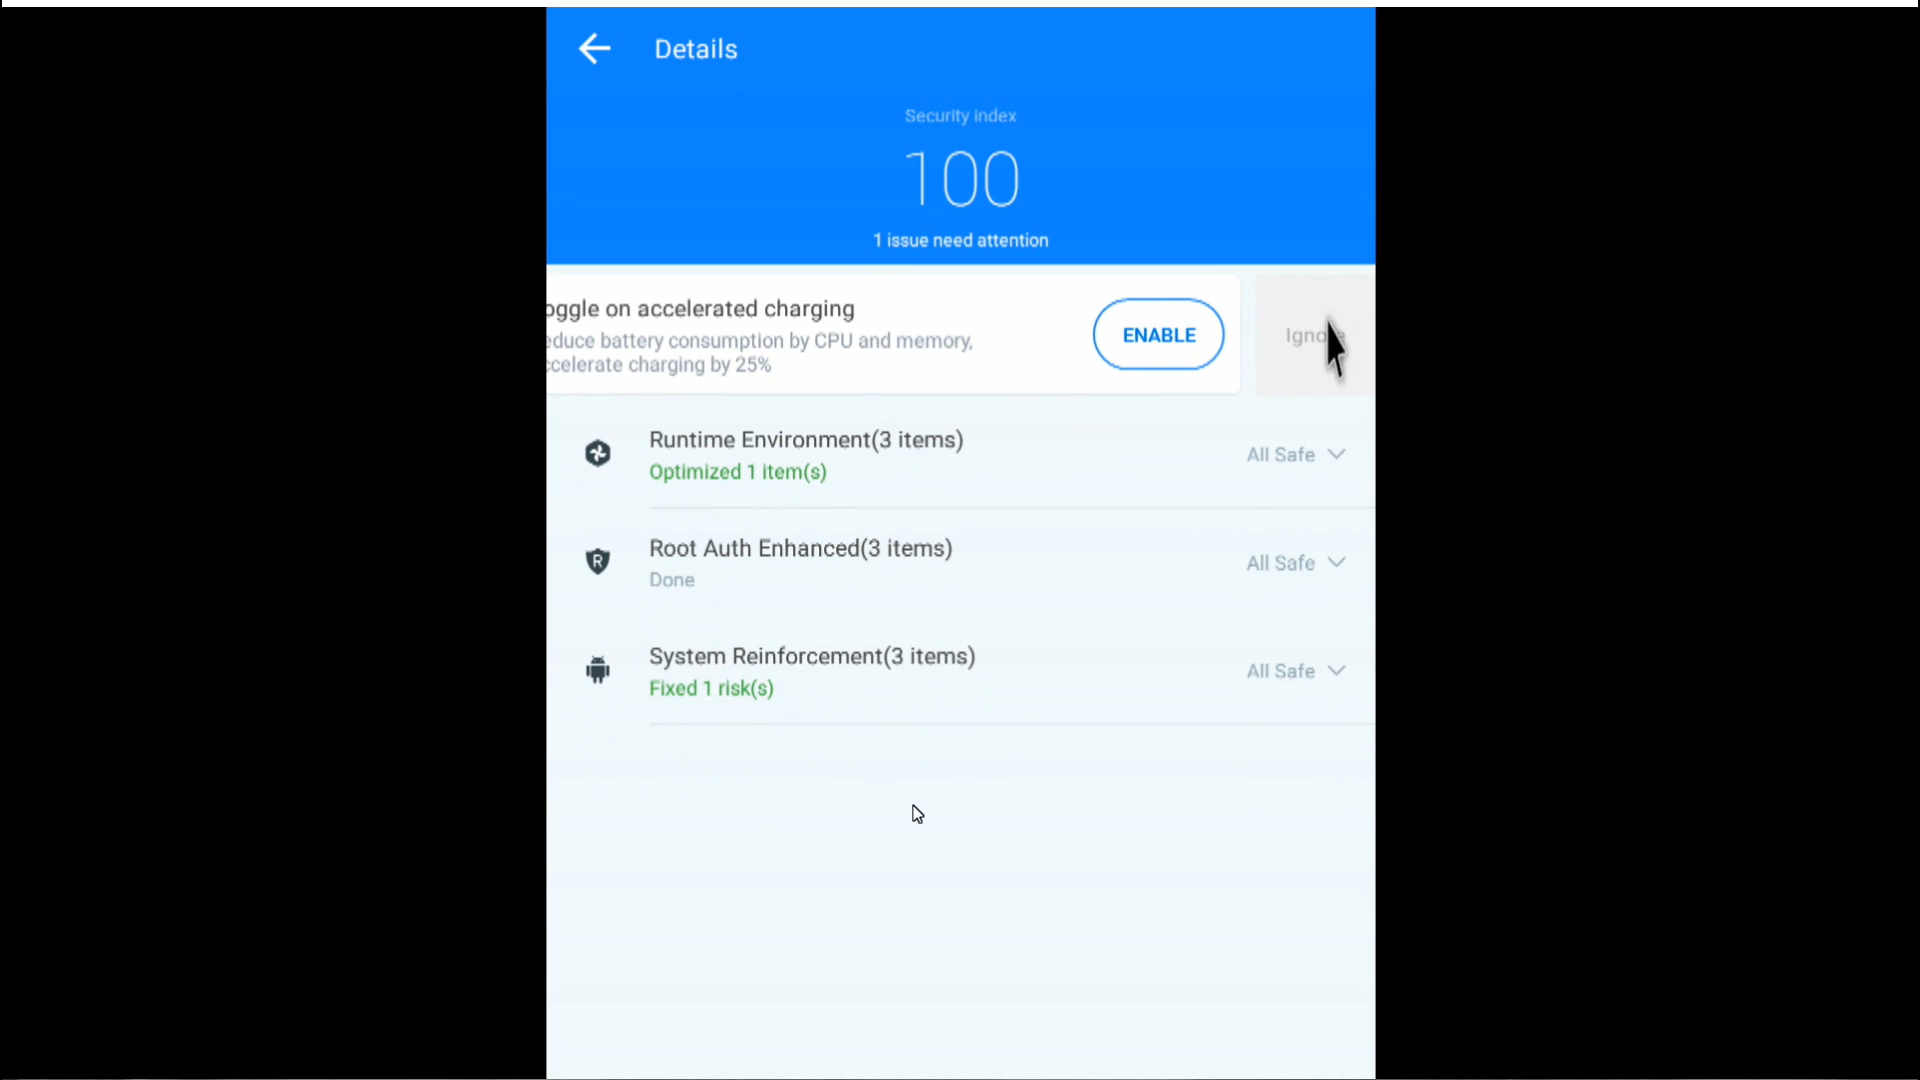 Details
Security index
100
1 issue need attention
oggle on accelerated charging
educe battery consumption by CPU and memory,
ccelerate charging by 25%
ENABLE
Runtime Environment(3 items)
Optimized 1 item(s)
All Safe
Root Auth Enhanced(3 items)
Done
All Safe
System Reinforcement(3 items)
Fixed 1 risk(s)
All Safe